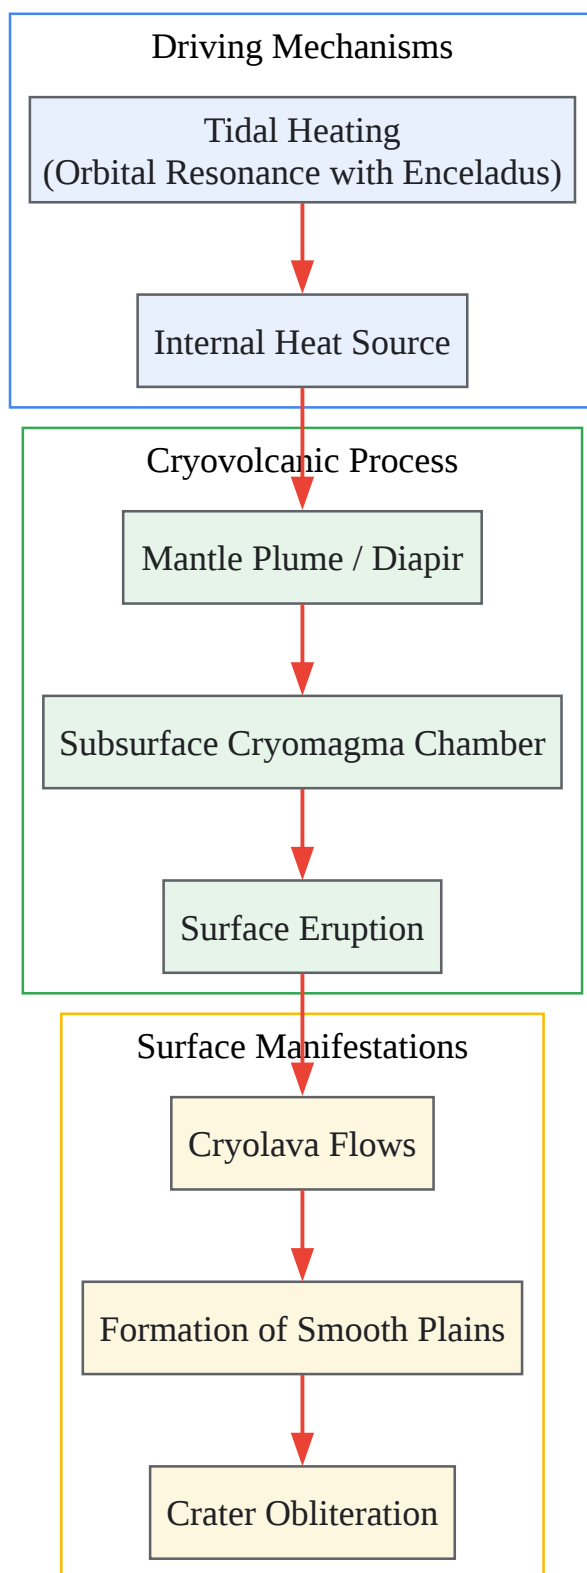 Driving Mechanisms
Tidal Heating
(Orbital Resonance with Enceladus)
Internal Heat Source
Cryovolcanic Process
Mantle Plume / Diapir
Subsurface Cryomagma Chamber
Surface Eruption
Surface Manifestations
Cryolava Flows
Formation of Smooth Plains
Crater Obliteration